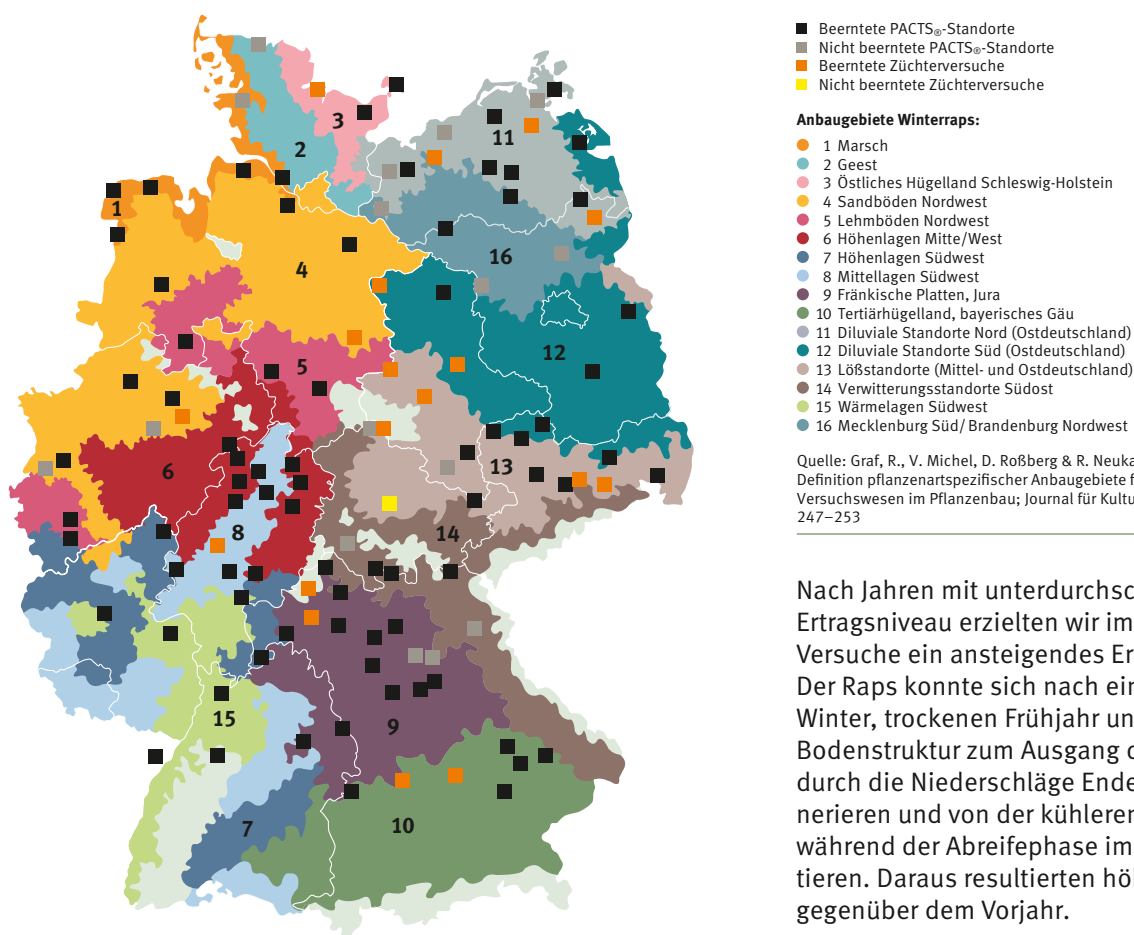 Beerntete PACTS®-Standorte
Nicht beerntete PACTS®-Standorte
Beerntete Züchterversuche
Nicht beerntete Züchterversuche
Anbaugebiete Winterraps:
1 Marsch
2 Geest
3 Östliches Hügelland Schleswig-Holstein
4 Sandböden Nordwest
5 Lehmböden Nordwest
6 Höhenlagen Mitte/West
7 Höhenlagen Südwest
8 Mittellagen Südwest
9 Fränkische Platten, Jura
10 Tertiärhügelland, bayerisches Gäu
11 Diluviale Standorte Nord (Ostdeutschland)
12 Diluviale Standorte Süd (Ostdeutschland)
13 Lößstandorte (Mittel- und Ostdeutschland)
14 Verwitterungsstandorte Südost
15 Wärmelagen Südwest
16 Mecklenburg Süd/ Brandenburg Nordwest
Quelle: Graf, R., V. Michel, D. Roßberg & R. Neuka
Definition pflanzenartspezifischer Anbaugebiete f
Versuchswesen im Pflanzenbau; Journal für Kultu
247–253
Nach Jahren mit unterdurchsc
Ertragsniveau erzielten wir im
Versuche ein ansteigendes Er
Der Raps konnte sich nach ein
Winter, trockenen Frühjahr un
Bodenstruktur zum Ausgang d
durch die Niederschläge Ende
nerieren und von der kühleren
während der Abreifephase im
tieren. Daraus resultierten höl
gegenüber dem Vorjahr.
3
2
11
1
16
4
12
5
13
6
8
14
15
9
10
7